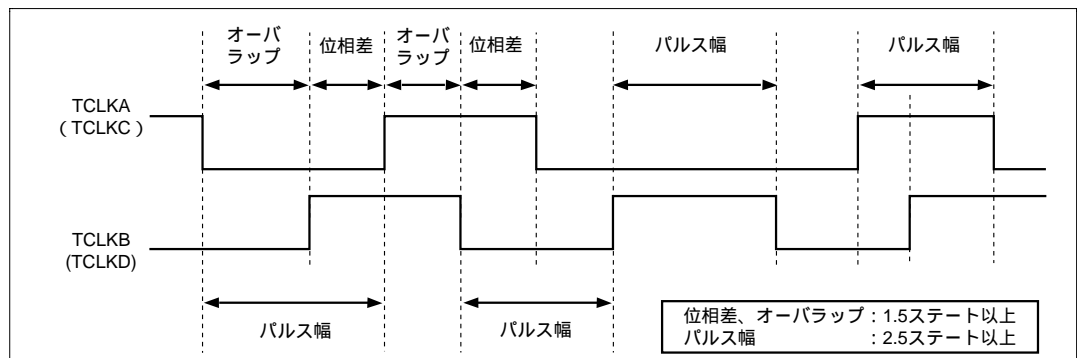 オーバ
ラップ
位相差
オーバ
ラップ
位相差
パルス幅
パルス幅
TCLKA
（TCLKC）
TCLKB
(TCLKD)
パルス幅
パルス幅
位相差、オーバラップ：1.5ステート以上
パルス幅　　　　　　：2.5ステート以上